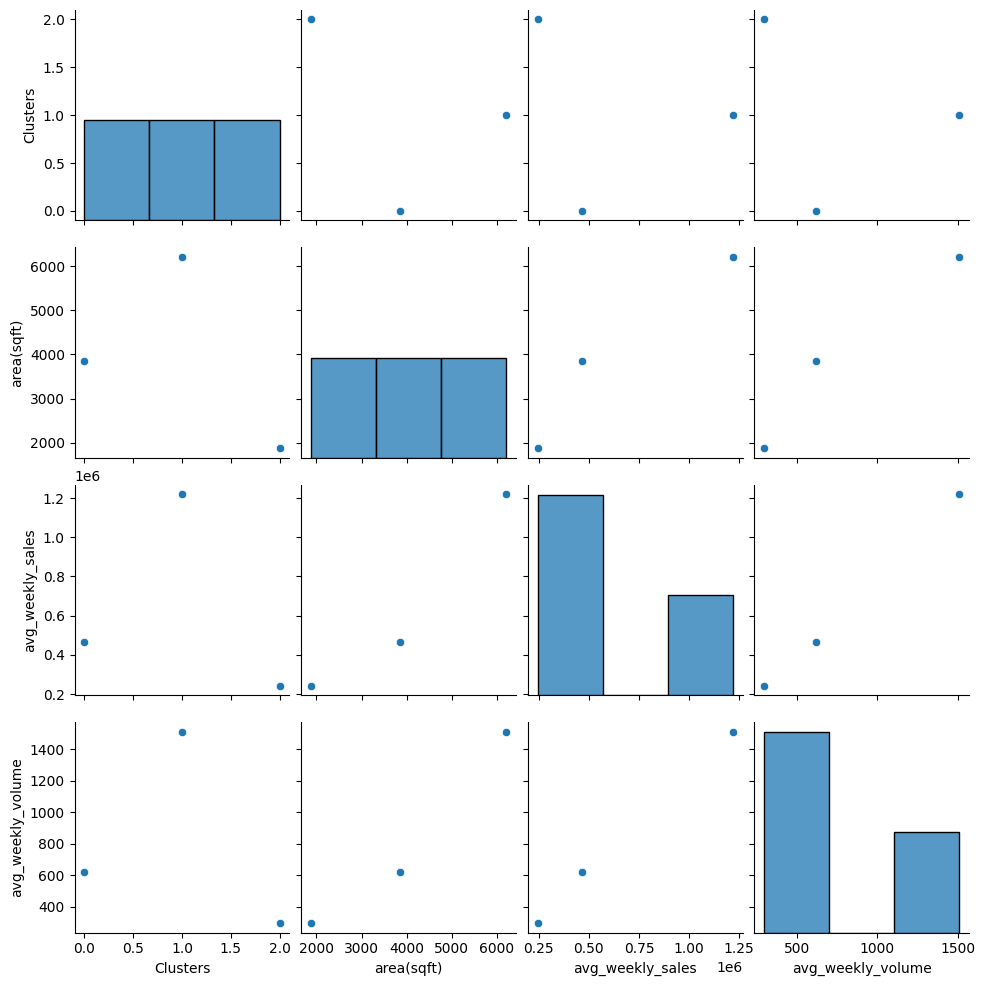 2.0
1.5
1.0
0.5
0.0
Clusters
6000
5000
4000
3000
2000
area(sqft)
1e6
1.2
1.0
0.8
0.6
0.4
0.2
avg_weekly_sales
1400
1200
1000
800
600
400
avg_weekly_volume
0.0 0.5 1.0 1.5 2.0
Clusters
2000 3000 4000 5000 6000
area(sqft)
0.25 0.50 0.75 1.00 1.25
avg_weekly_sales 1e6
500 1000 1500
avg_weekly_volume